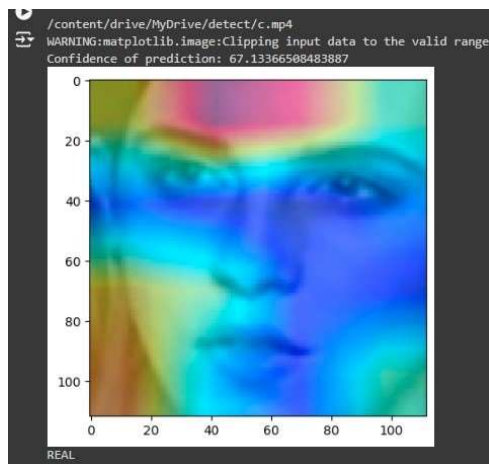 /content/drive/MyDrive/detect/c.mp4
WARNING:matplotlib.image:Clipping input data to the valid range
Confidence of prediction: 67.13366508483887
0
20
40
60
80
100
0 20 40 60 80 100
REAL